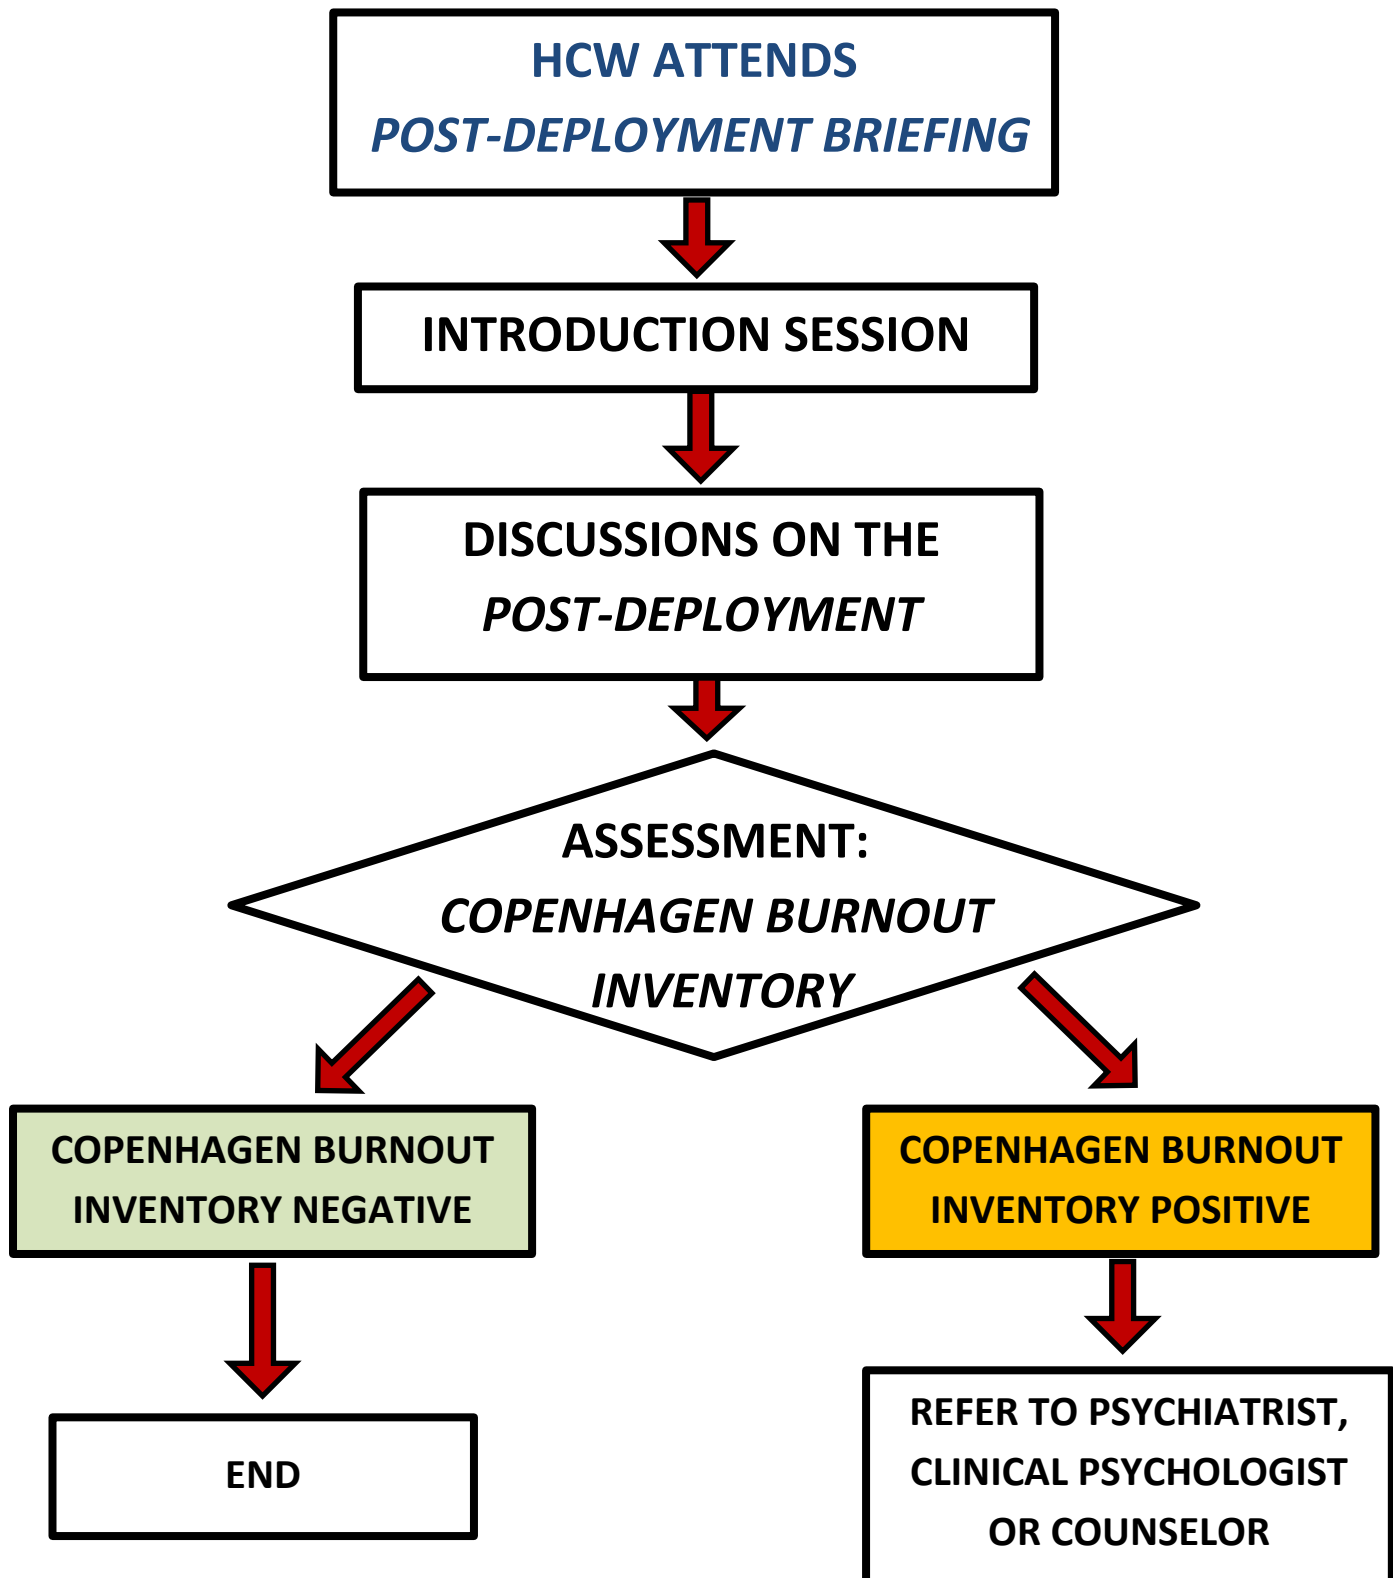 HCW ATTENDS
POST-DEPLOYMENT BRIEFING
INTRODUCTION SESSION
DISCUSSIONS ON THE
POST-DEPLOYMENT
ASSESSMENT:
COPENHAGEN BURNOUT
INVENTORY
COPENHAGEN BURNOUT
INVENTORY NEGATIVE
COPENHAGEN BURNOUT
INVENTORY POSITIVE
END
REFER TO PSYCHIATRIST,
CLINICAL PSYCHOLOGIST
OR COUNSELOR